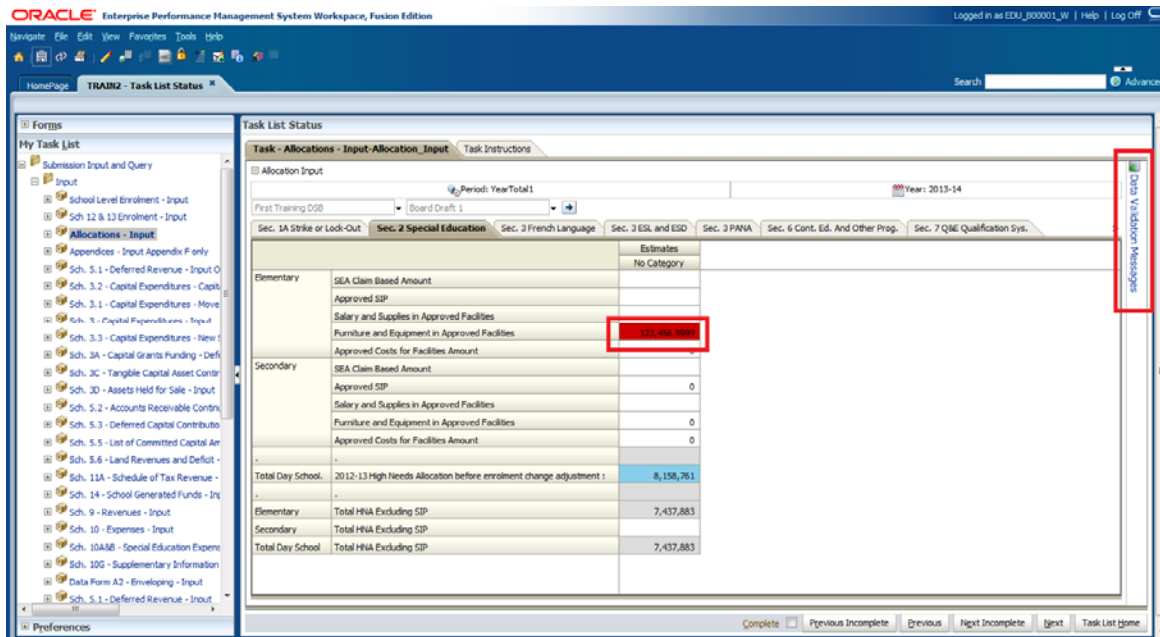 ORACLE Enterprise Performance Management System Workspace, Fusion Edition
Logged in as EDU_B00001_W | Help | Log Off
Navigate File Edit View Favorites Tools Help
HomePage TRAIN2 - Task List Status
Search Advance
Forms
My Task List
Submission Input and Query
Input
School Level Enrolment - Input
Sch 12 & 13 Enrolment - Input
Allocations - Input
Appendices - Input Appendix F only
Sch. 5.1 - Deferred Revenue - Input O
Sch. 3.2 - Capital Expenditures - Capit
Sch. 3.1 - Capital Expenditures - Move
Sch. 3 - Capital Expenditures - Input
Sch. 3.3 - Capital Expenditures - New
Sch. 3A - Capital Grants Funding - Defe
Sch. 3C - Tangible Capital Asset Contin
Sch. 3D - Assets Held for Sale - Input
Sch. 5.2 - Accounts Receivable Continu
Sch. 5.3 - Deferred Capital Contributio
Sch. 5.5 - List of Committed Capital Am
Sch. 5.6 - Land Revenues and Deficit -
Sch. 11A - Schedule of Tax Revenue -
Sch. 14 - School Generated Funds - Inp
Sch. 9 - Revenues - Input
Sch. 10 - Expenses - Input
Sch. 10A&B - Special Education Expens
Sch. 10G - Supplementary Information
Data Form A2 - Enveloping - Input
Sch. 5.1 - Deferred Revenue - Input
Preferences
Task List Status
Task - Allocations - Input-Allocation_Input Task Instructions
Allocation Input
Period: YearTotal1 Year: 2013-14
First Training DSB Board Draft 1
Sec. 1A Strike or Lock-Out Sec. 2 Special Education Sec. 3 French Language Sec. 3 ESL and ESD Sec. 3 PANA Sec. 6 Cont. Ed. And Other Prog. Sec. 7 Q&E Qualification Sys.
Estimates
No Category
Elementary SEA Claim Based Amount
Approved SIP
Salary and Supplies in Approved Facilities
Furniture and Equipment in Approved Facilities 123,456.9999
Approved Costs for Facilities Amount 0
Secondary SEA Claim Based Amount
Approved SIP 0
Salary and Supplies in Approved Facilities
Furniture and Equipment in Approved Facilities 0
Approved Costs for Facilities Amount 0
. .
Total Day School. 2012-13 High Needs Allocation before enrolment change adjustment : 8,158,761
. .
Elementary Total HNA Excluding SIP 7,437,883
Secondary Total HNA Excluding SIP
Total Day School Total HNA Excluding SIP 7,437,883
Data Validation Messages
Complete Previous Incomplete Previous Next Incomplete Next Task List Home